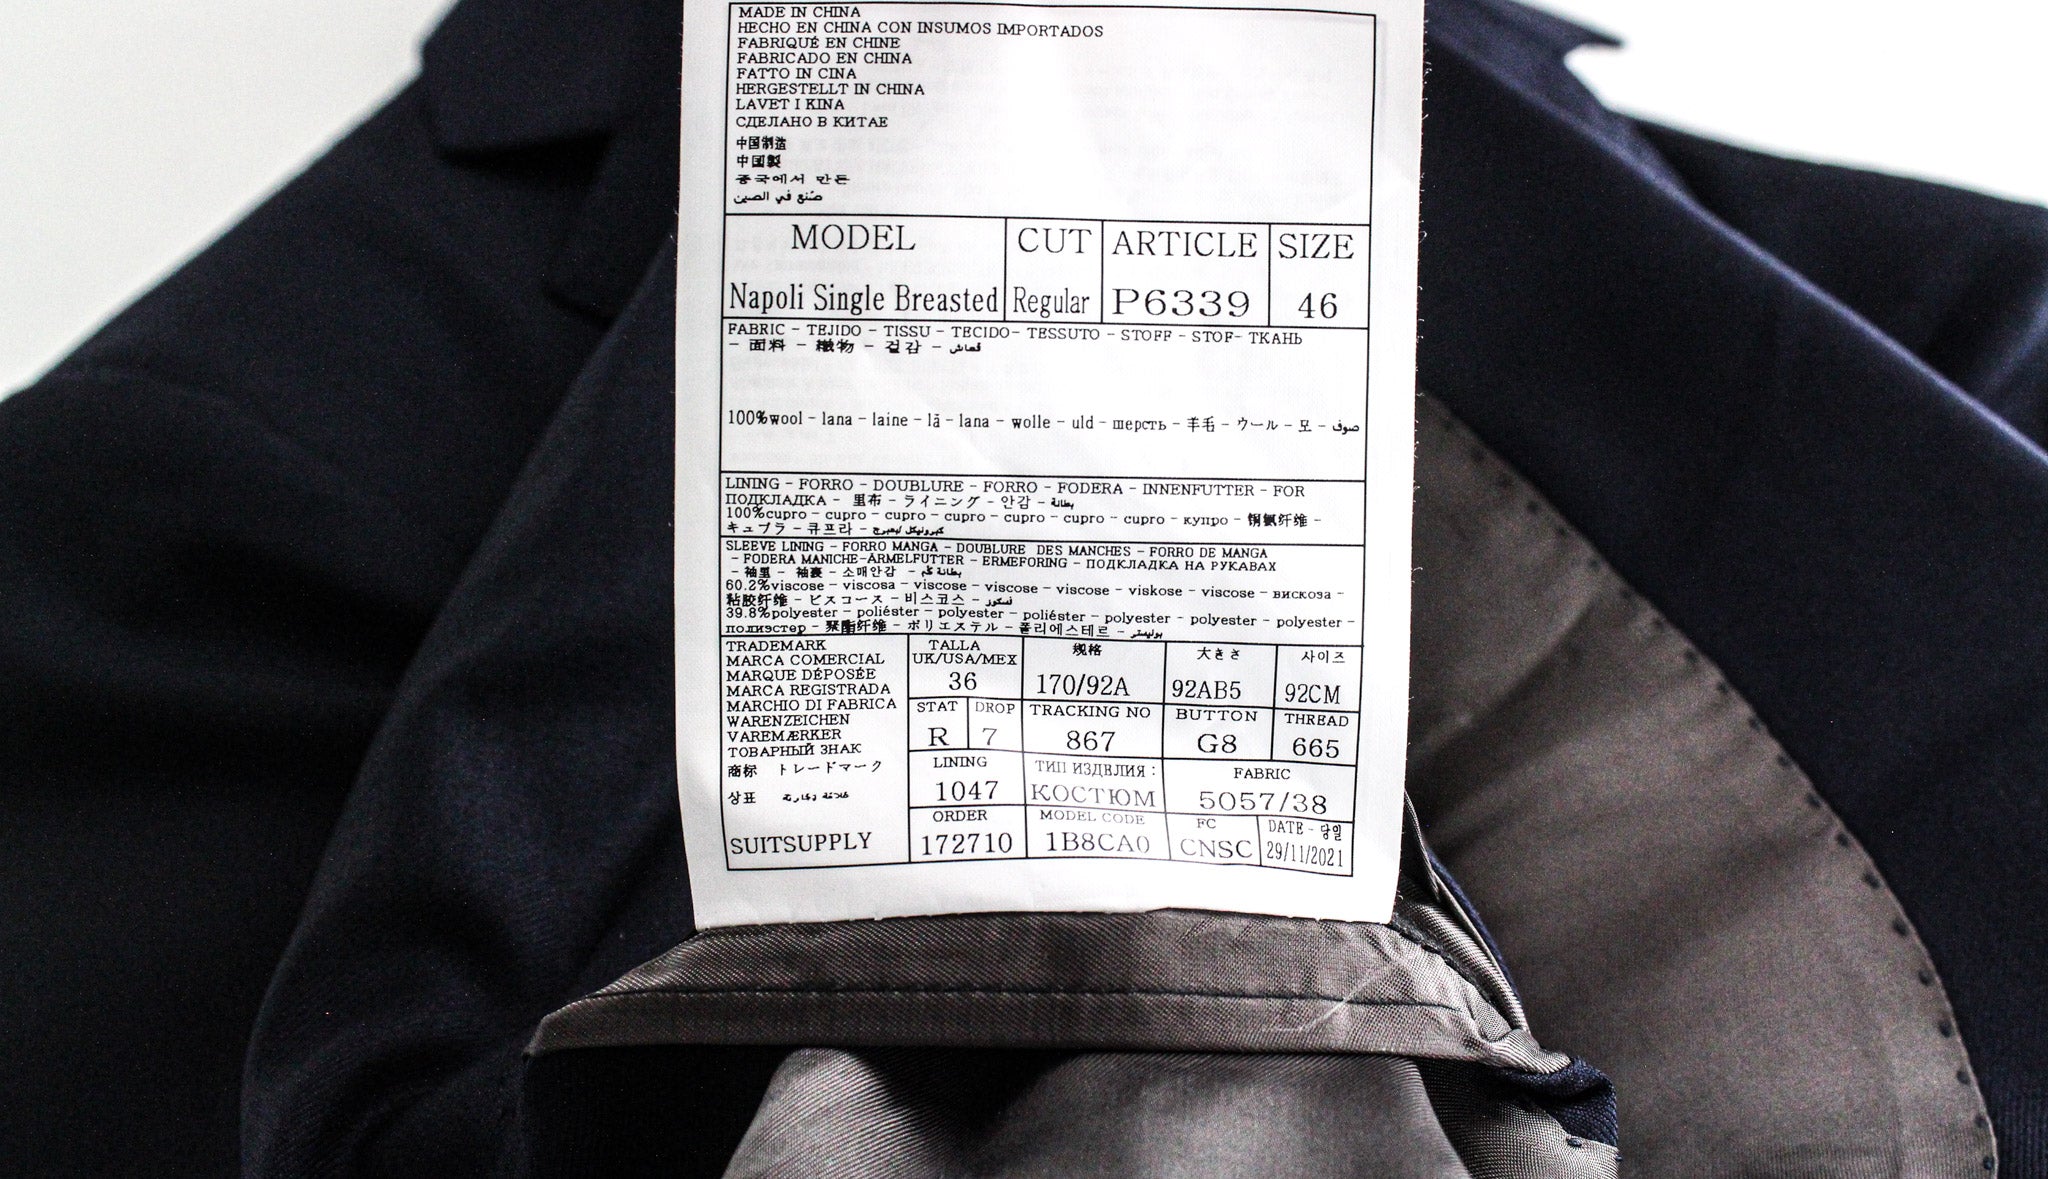 MADE IN CHINA
HECHO EN CHINA CON INSUMOS IMPORTADOS
FABRIQUÉ EN CHINE
FABRICADO EN CHINA
FATTO IN CINA
HERGESTELLT IN CHINA
LAVET I KINA
СДЕЛАНО В КИТАЕ
中国制造
中国製
중국에서 만든
صنع في الصين
MODEL CUT ARTICLE SIZE
Napoli Single Breasted Regular P6339 46
FABRIC - TEJIDO - TISSU - TECIDO- TESSUTO - STOFF - STOF- ТКАНЬ
- 面料 - 織物 - 겉감 - قماش
100%wool - lana - laine - lã - lana - wolle - uld - шерсть - 羊毛 - ウール - 모 - صوف
LINING - FORRO - DOUBLURE - FORRO - FODERA - INNENFUTTER - FOR
ПОДКЛАДКА - 里布 - ライニング - 안감 - بطانة
100%cupro - cupro - cupro - cupro - cupro - cupro - cupro - купро - 铜氨纤维 -
キュプラ - 큐프라 -
SLEEVE LINING - FORRO MANGA - DOUBLURE DES MANCHES - FORRO DE MANGA
- FODERA MANICHE-ÄRMELFUTTER - ERMEFORING - ПОДКЛАДКА НА РУКАВАХ
- 袖里 - 袖裏 - 소매안감 - بطانة كم
60.2%viscose - viscosa - viscose - viscose - viscose - viskose - viscose - вискоза -
粘胶纤维 - ビスコース - 비스코스 -
39.8%polyester - poliéster - polyester - poliéster - polyester - polyester - polyester -
полиэстер - 聚酯纤维 - ポリエステル - 폴리에스테르 - بوليستر
TRADEMARK
MARCA COMERCIAL
MARQUE DÉPOSÉE
MARCA REGISTRADA
MARCHIO DI FABRICA
WARENZEICHEN
VAREMÆRKER
ТОВАРНЫЙ ЗНАК
商标 トレードマーク
상표 علامة تجارية
SUITSUPPLY
TALLA
UK/USA/MEX 规格 大きさ 사이즈
36 170/92A 92AB5 92CM
STAT DROP TRACKING NO BUTTON THREAD
R 7 867 G8 665
LINING ТИП ИЗДЕЛИЯ : FABRIC
1047 КОСТЮМ 5057/38
ORDER MODEL CODE FC DATE - 당일
172710 1B8CA0 CNSC 29/11/2021